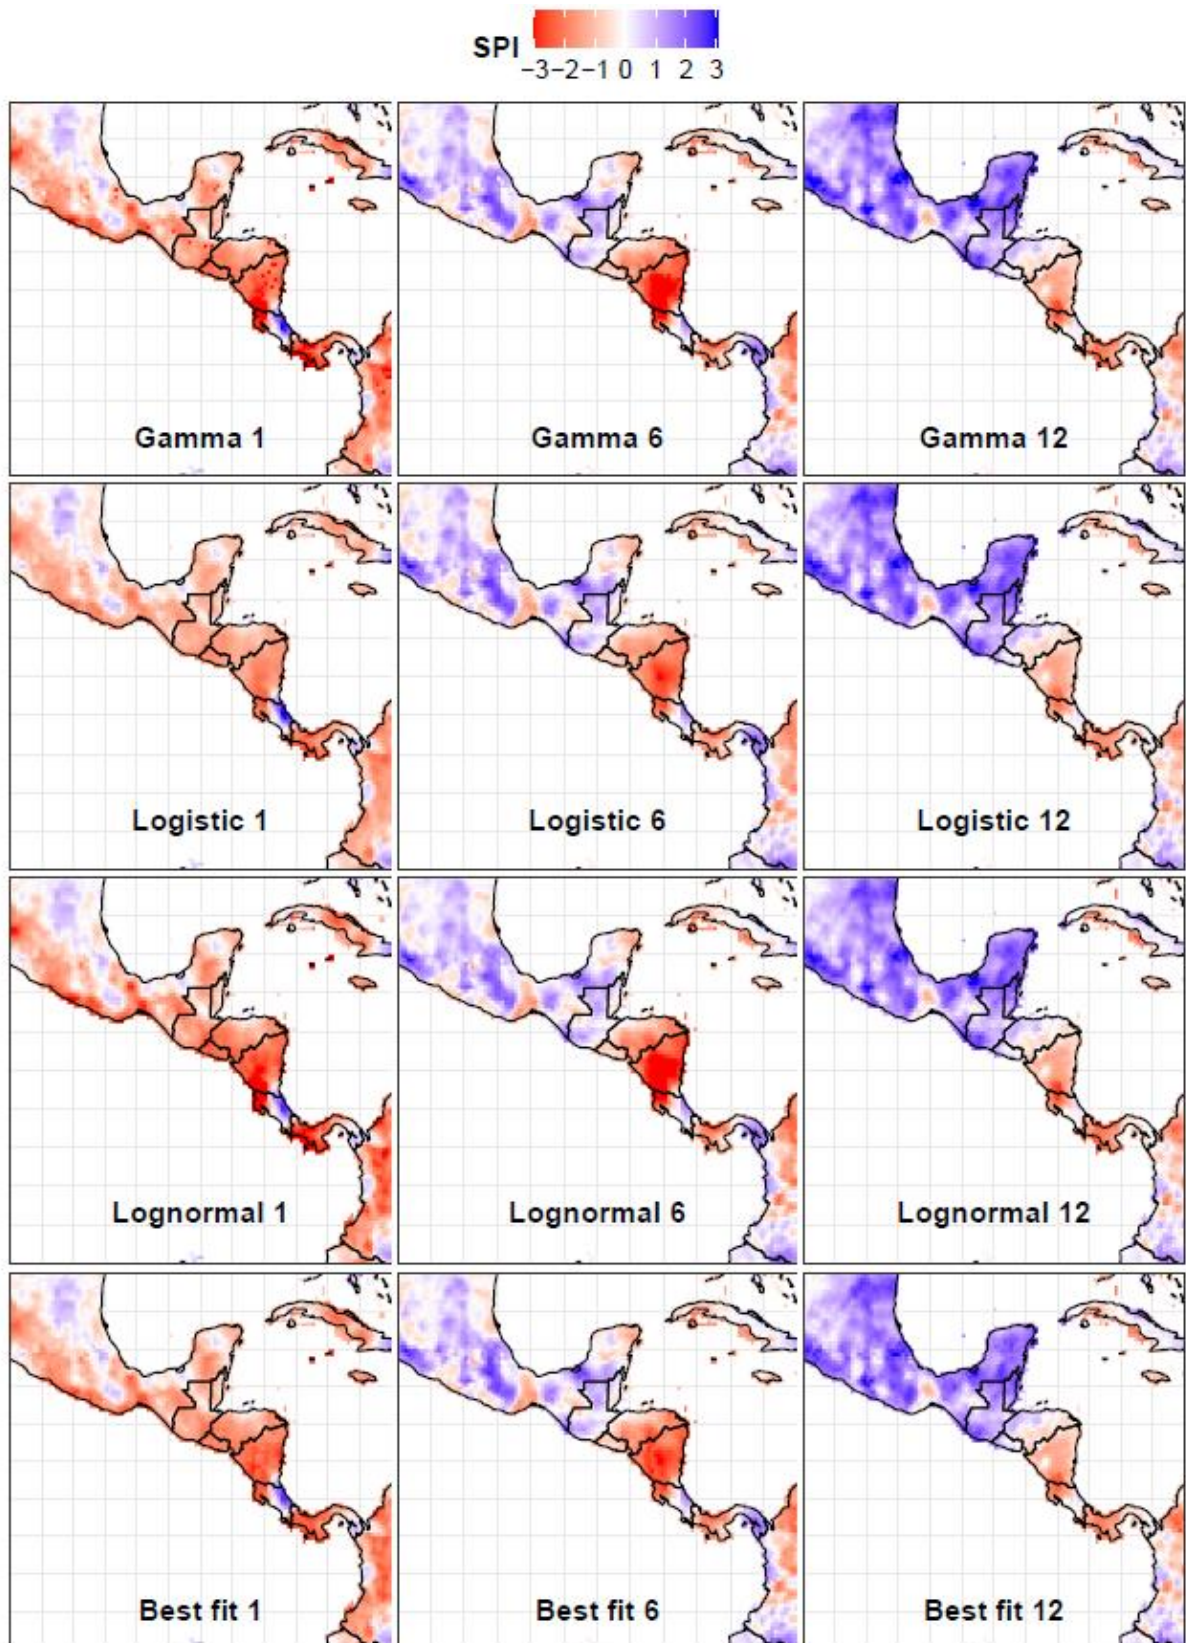 SPI
−3−2−1 0 1 2 3
Gamma 1
Gamma 6
Gamma 12
Logistic 1
Logistic 6
Logistic 12
Lognormal 1
Lognormal 6
Lognormal 12
Best fit 1
Best fit 6
Best fit 12